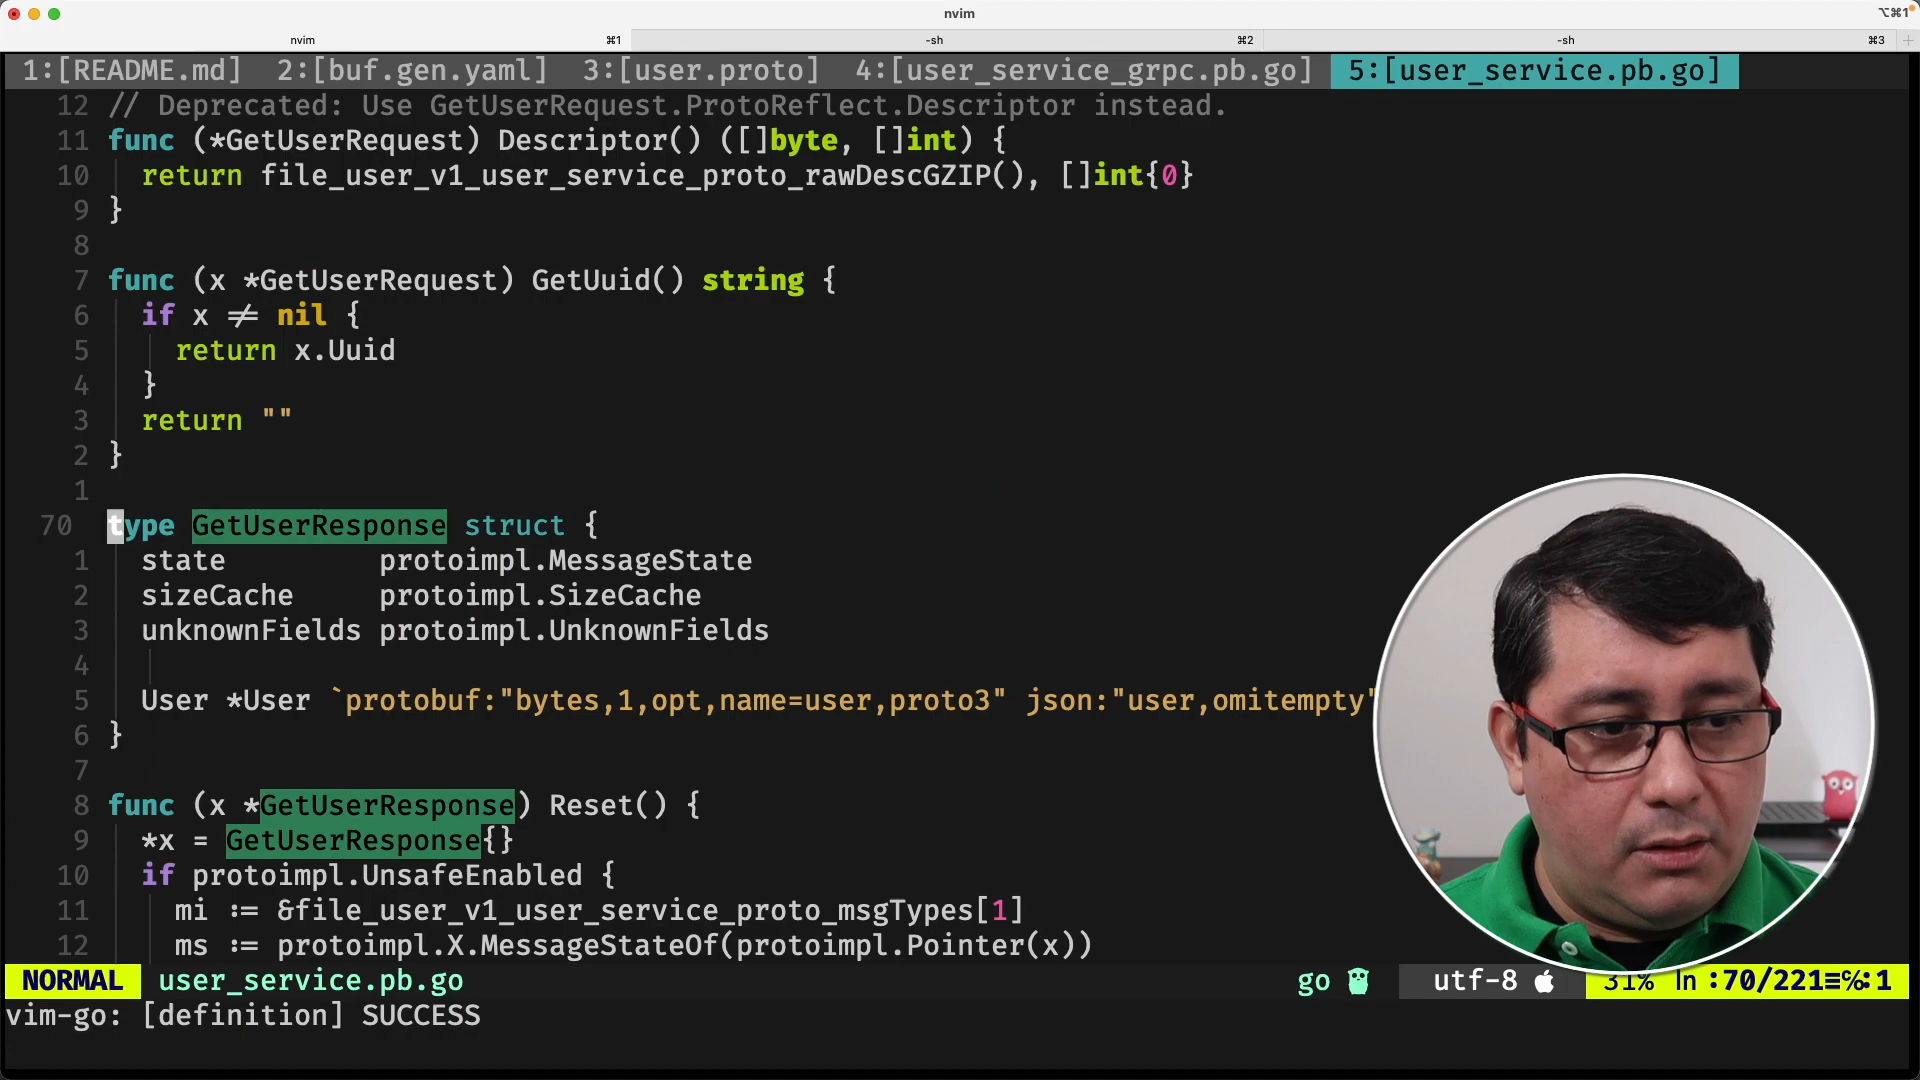 nvim
⌥⌘1
nvim ⌘1 -sh ⌘2 -sh ⌘3 +
1:[README.md] 2:[buf.gen.yaml] 3:[user.proto] 4:[user_service_grpc.pb.go] 5:[user_service.pb.go]
12 // Deprecated: Use GetUserRequest.ProtoReflect.Descriptor instead.
11 func (*GetUserRequest) Descriptor() ([]byte, []int) {
10 return file_user_v1_user_service_proto_rawDescGZIP(), []int{0}
9 }
8
7 func (x *GetUserRequest) GetUuid() string {
6 if x ≠ nil {
5 return x.Uuid
4 }
3 return ""
2 }
1
70 type GetUserResponse struct {
1 state protoimpl.MessageState
2 sizeCache protoimpl.SizeCache
3 unknownFields protoimpl.UnknownFields
4
5 User *User `protobuf:"bytes,1,opt,name=user,proto3" json:"user,omitempty"
6 }
7
8 func (x *GetUserResponse) Reset() {
9 *x = GetUserResponse{}
10 if protoimpl.UnsafeEnabled {
11 mi := &file_user_v1_user_service_proto_msgTypes[1]
12 ms := protoimpl.X.MessageStateOf(protoimpl.Pointer(x))
NORMAL user_service.pb.go go utf-8 31% ln :70/221≡℅:1
vim-go: [definition] SUCCESS